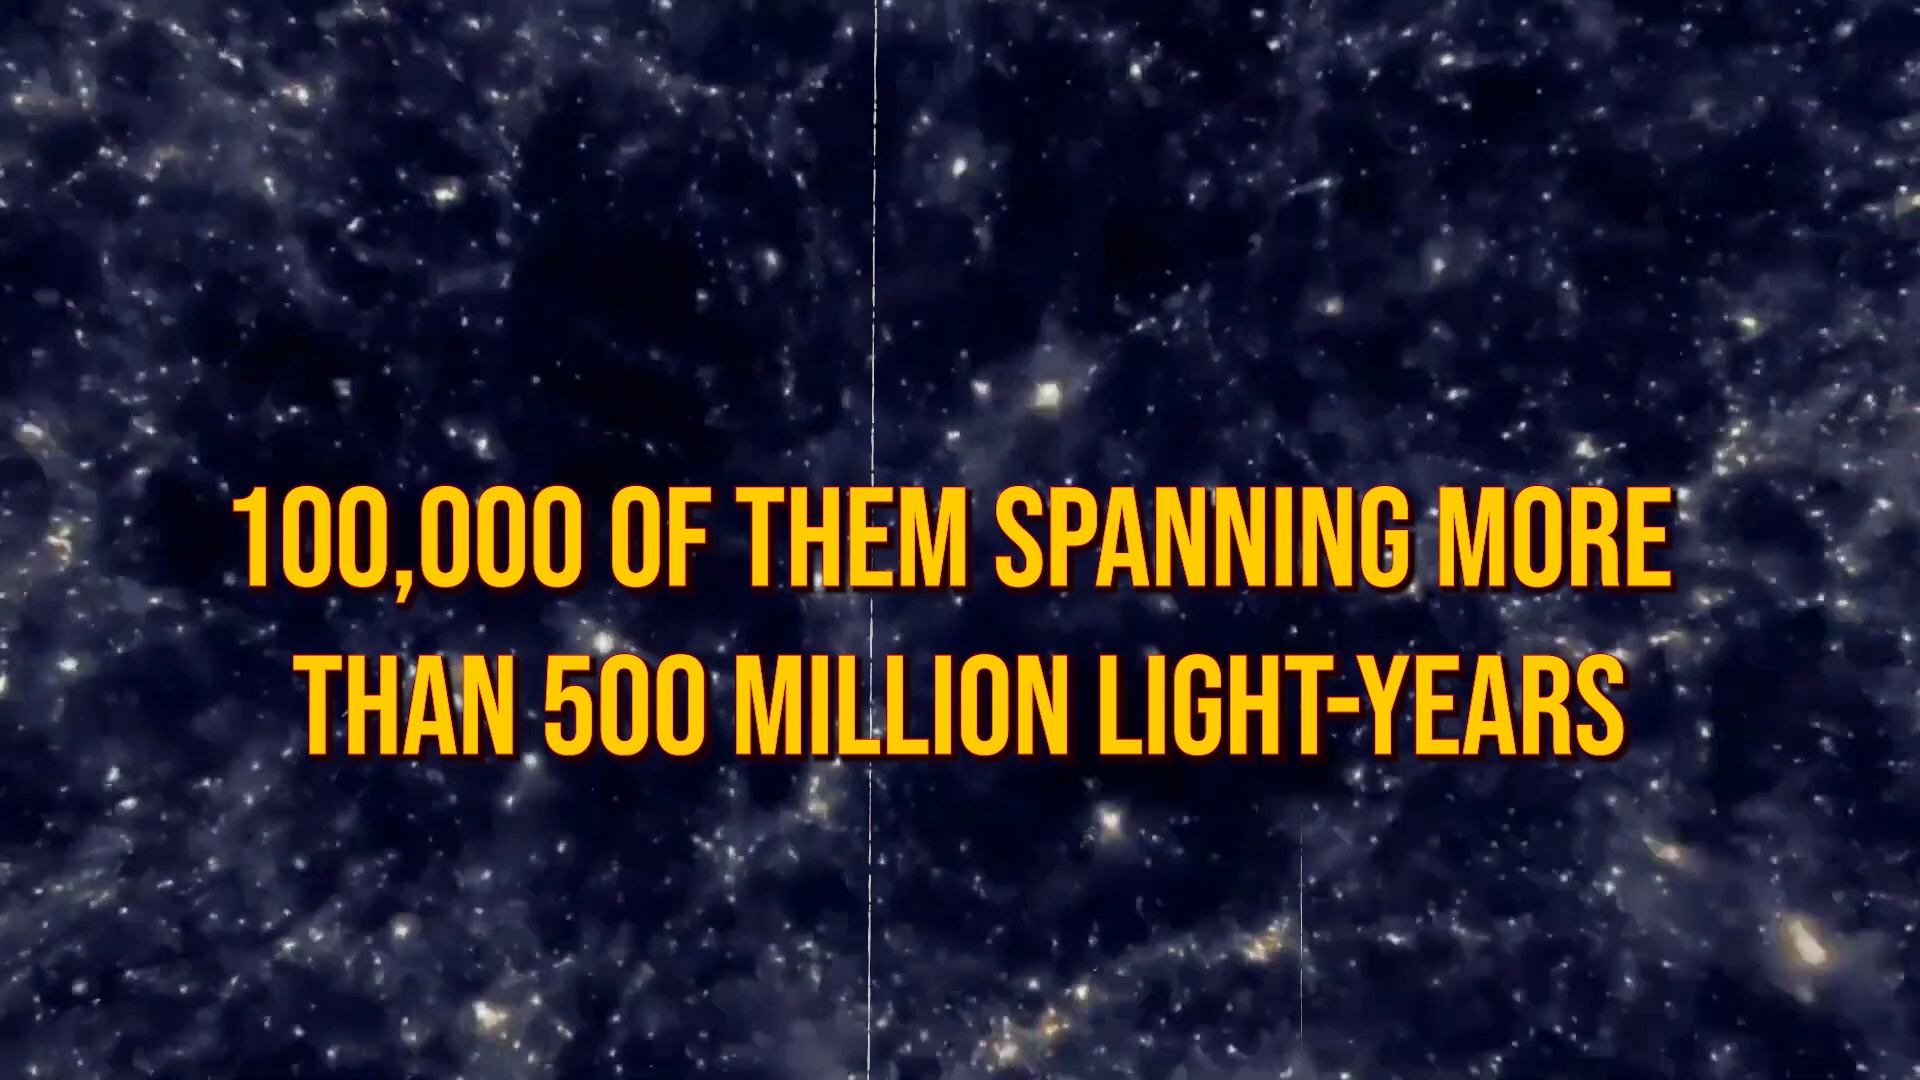 100,000 OF THEM SPANNING MORE
THAN 500 MILLION LIGHT-YEARS